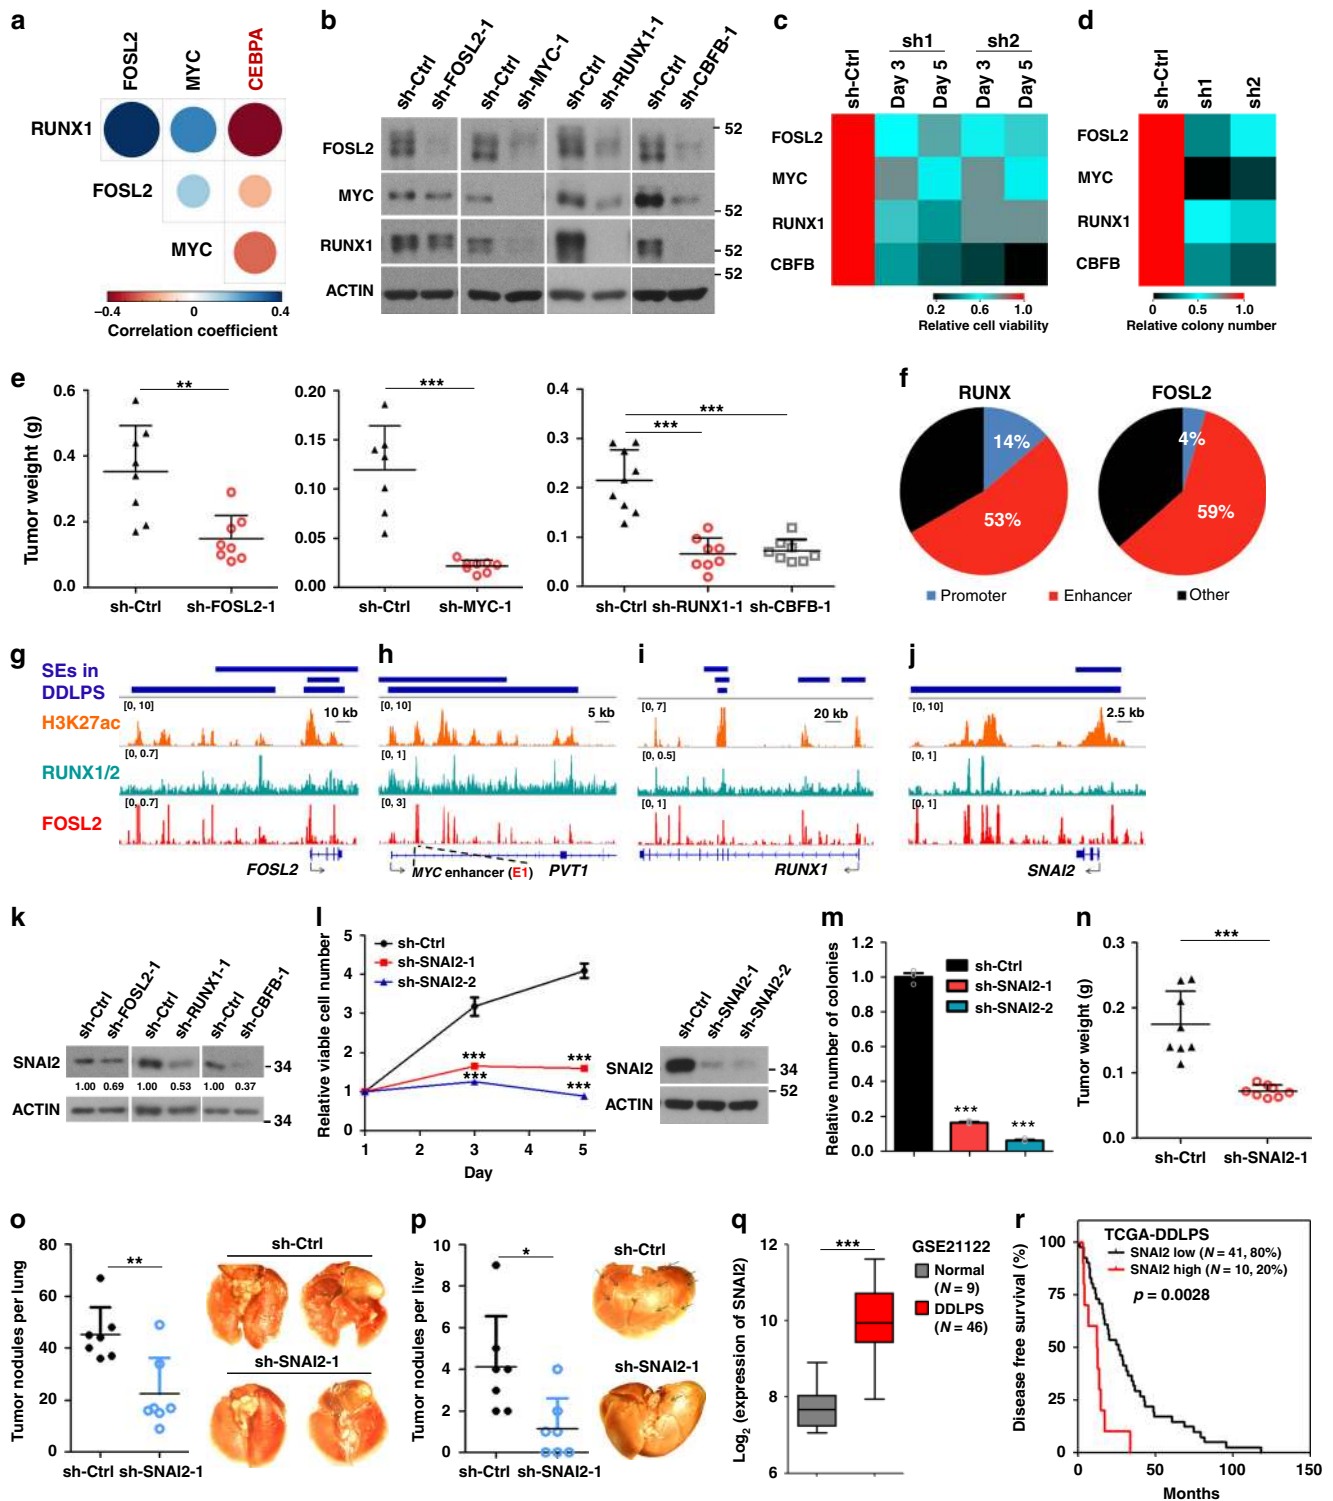 a
FOSL2
MYC
CEBPA
RUNX1
FOSL2
MYC
−0.4 0 0.4
Correlation coefficient
b
sh-Ctrl
sh-FOSL2-1
sh-Ctrl
sh-MYC-1
sh-Ctrl
sh-RUNX1-1
sh-Ctrl
sh-CBFB-1
FOSL2
MYC
RUNX1
ACTIN
52
52
52
52
c
sh1 sh2
sh-Ctrl
Day 3
Day 5
Day 3
Day 5
FOSL2
MYC
RUNX1
CBFB
0.2 0.6 1.0
Relative cell viability
d
sh-Ctrl
sh1
sh2
FOSL2
MYC
RUNX1
CBFB
0 0.5 1.0
Relative colony number
e
Tumor weight (g)
0.6
0.4
0.2
0.0
**
sh-Ctrl sh-FOSL2-1
0.20
0.15
0.10
0.05
0.00
***
sh-Ctrl sh-MYC-1
0.4
0.3
0.2
0.1
0.0
***
***
sh-Ctrl sh-RUNX1-1 sh-CBFB-1
f
RUNX FOSL2
14%
53%
4%
59%
Promoter Enhancer Other
g
SEs in
DDLPS
H3K27ac
RUNX1/2
FOSL2
[0, 10]
10 kb
[0, 0.7]
[0, 0.7]
FOSL2
h
[0, 10]
5 kb
[0, 1]
[0, 3]
MYC enhancer (E1) PVT1
i
[0, 7]
20 kb
[0, 0.5]
[0, 1]
RUNX1
j
[0, 10]
2.5 kb
[0, 1]
[0, 1]
SNAI2
k
sh-Ctrl
sh-FOSL2-1
sh-Ctrl
sh-RUNX1-1
sh-Ctrl
sh-CBFB-1
SNAI2
34
1.00 0.69 1.00 0.53 1.00 0.37
ACTIN
34
l
Relative viable cell number
5
4
3
2
1
0
sh-Ctrl
sh-SNAI2-1
sh-SNAI2-2
***
***
***
***
1 2 3 4 5
Day
sh-Ctrl
sh-SNAI2-1
sh-SNAI2-2
SNAI2
34
52
ACTIN
m
Relative number of colonies
1.2
1.0
0.8
0.6
0.4
0.2
0.0
sh-Ctrl
sh-SNAI2-1
sh-SNAI2-2
***
***
n
Tumor weight (g)
0.3
0.2
0.1
0.0
***
sh-Ctrl sh-SNAI2-1
o
Tumor nodules per lung
80
60
40
20
0
**
sh-Ctrl sh-SNAI2-1
sh-Ctrl
sh-SNAI2-1
p
Tumor nodules per liver
10
8
6
4
2
0
*
sh-Ctrl sh-SNAI2-1
sh-Ctrl
sh-SNAI2-1
q
Log2 (expression of SNAI2)
12
10
8
6
***
GSE21122
Normal
(N = 9)
DDLPS
(N = 46)
r
Disease free survival (%)
100
75
50
25
0
TCGA-DDLPS
SNAI2 low (N = 41, 80%)
SNAI2 high (N = 10, 20%)
p = 0.0028
0 50 100 150
Months